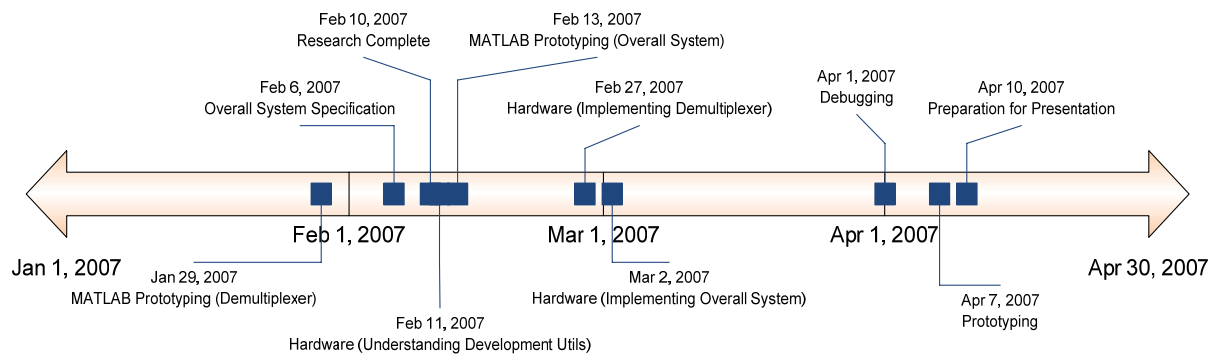 Feb 10, 2007
Research Complete
Feb 13, 2007
MATLAB Prototyping (Overall System)
Feb 6, 2007
Overall System Specification
Feb 27, 2007
Hardware (Implementing Demultiplexer)
Apr 1, 2007
Debugging
Apr 10, 2007
Preparation for Presentation
Feb 1, 2007
Mar 1, 2007
Apr 1, 2007
Jan 1, 2007
Apr 30, 2007
Jan 29, 2007
MATLAB Prototyping (Demultiplexer)
Mar 2, 2007
Hardware (Implementing Overall System)
Apr 7, 2007
Prototyping
Feb 11, 2007
Hardware (Understanding Development Utils)